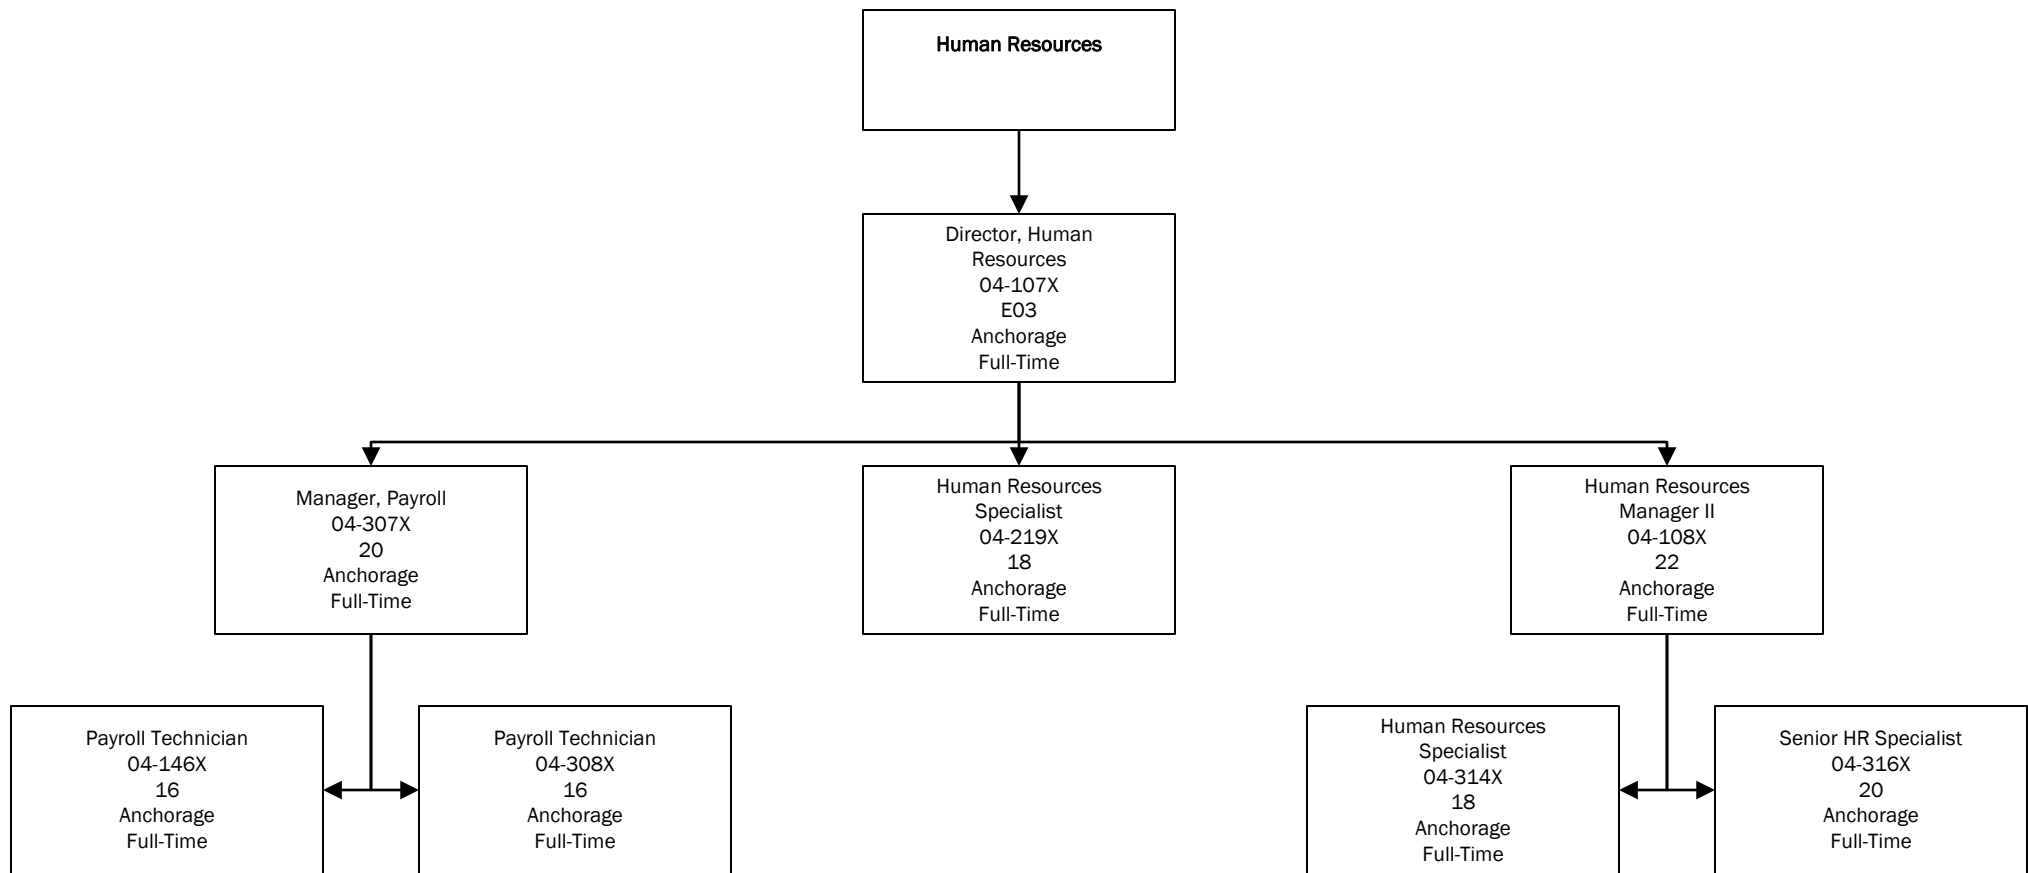 Human Resources
Director, Human
Resources
04-107X
E03
Anchorage
Full-Time
Manager, Payroll
04-307X
20
Anchorage
Full-Time
Human Resources
Specialist
04-219X
18
Anchorage
Full-Time
Human Resources
Manager II
04-108X
22
Anchorage
Full-Time
Payroll Technician
04-146X
16
Anchorage
Full-Time
Payroll Technician
04-308X
16
Anchorage
Full-Time
Human Resources
Specialist
04-314X
18
Anchorage
Full-Time
Senior HR Specialist
04-316X
20
Anchorage
Full-Time